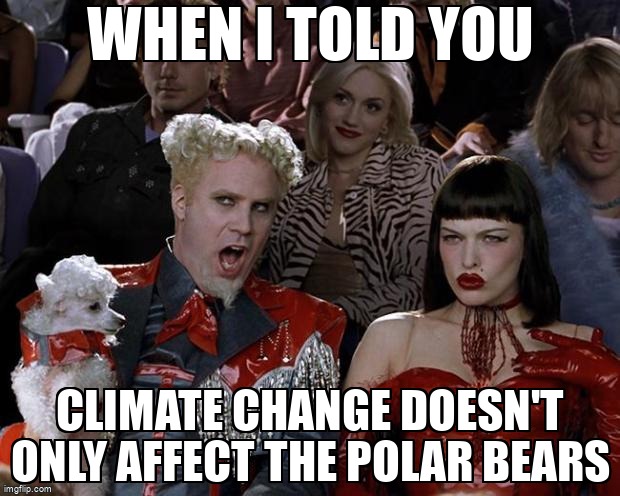 WHEN I TOLD YOU
CLIMATE CHANGE DOESN'T
ONLY AFFECT THE POLAR BEARS
M
imgflip.com